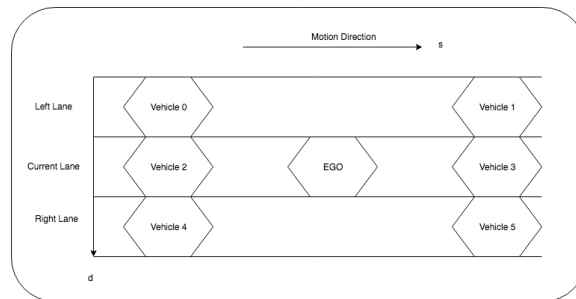 Motion Direction
s
Left Lane
Vehicle 0
Vehicle 1
Current Lane
Vehicle 2
EGO
Vehicle 3
Right Lane
Vehicle 4
Vehicle 5
d